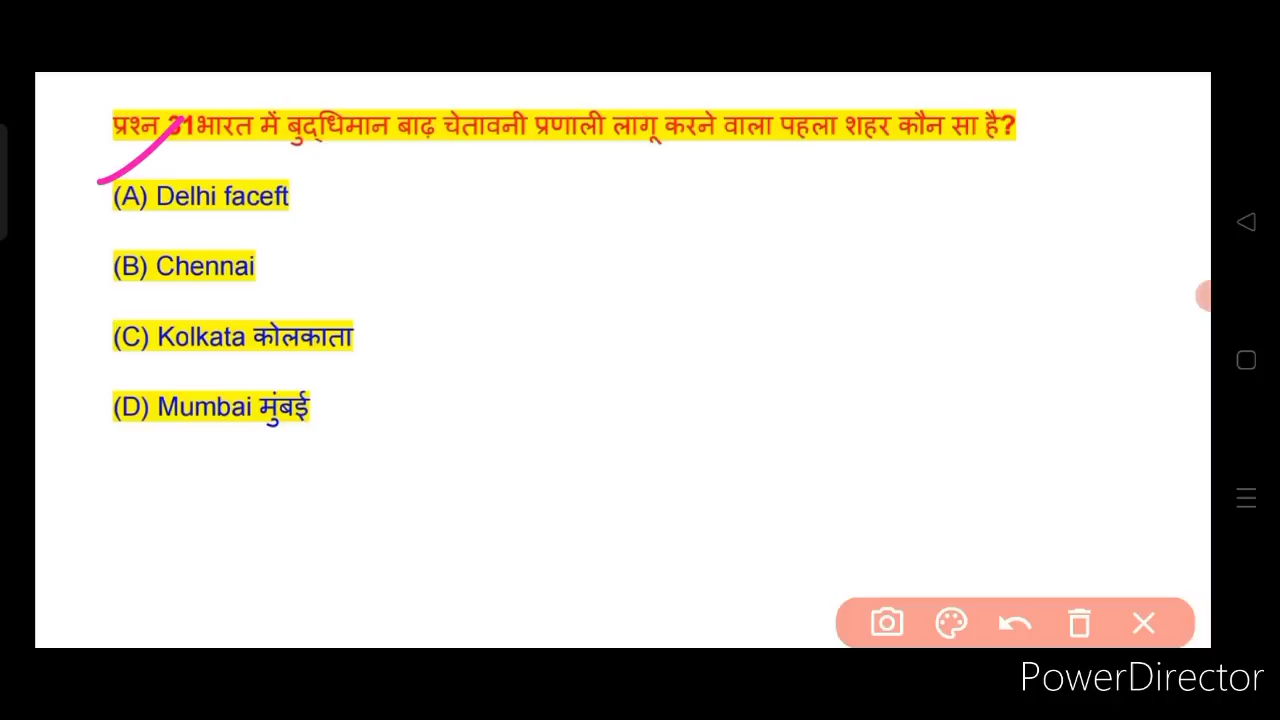 प्रश्न 31भारत में बुद्धिमान बाढ़ चेतावनी प्रणाली लागू करने वाला पहला शहर कौन सा है?
(A) Delhi faceft
(B) Chennai
(C) Kolkata कोलकाता
(D) Mumbai मुंबई
PowerDirector